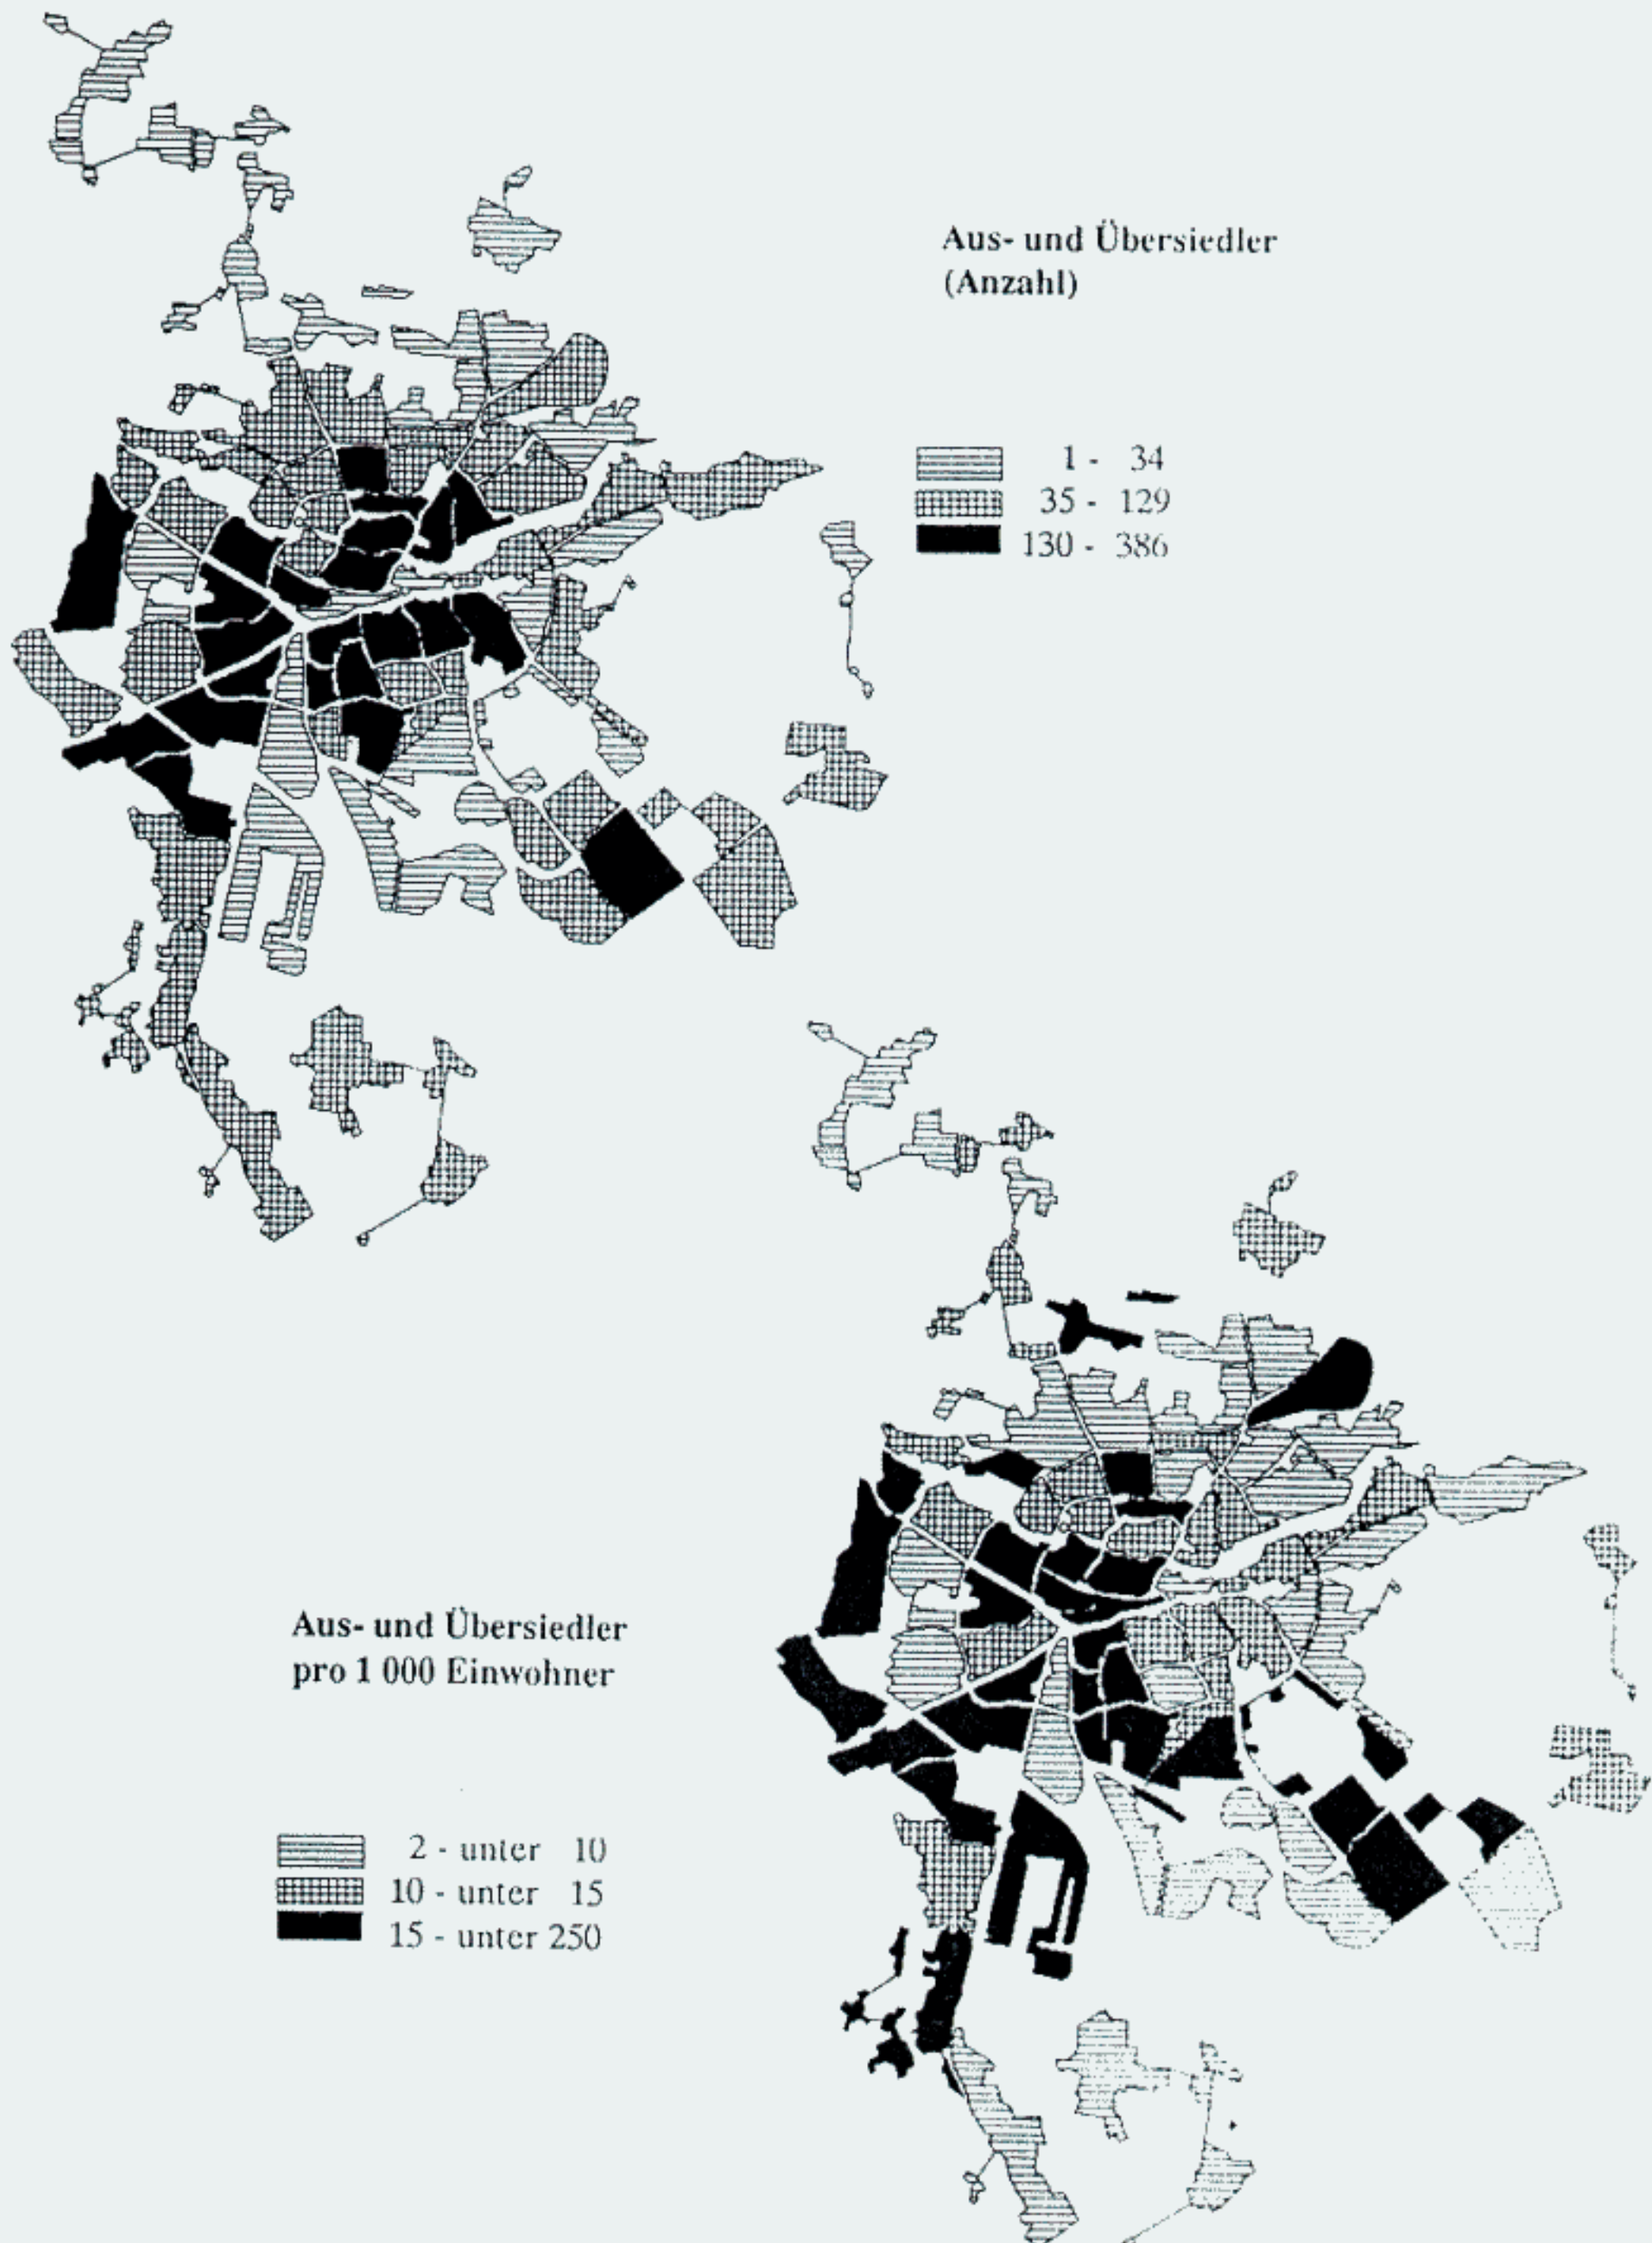 Aus- und Übersiedler
(Anzahl)
1 - 34
35 - 129
130 - 386
Aus- und Übersiedler
pro 1 000 Einwohner
2 - unter 10
10 - unter 15
15 - unter 250